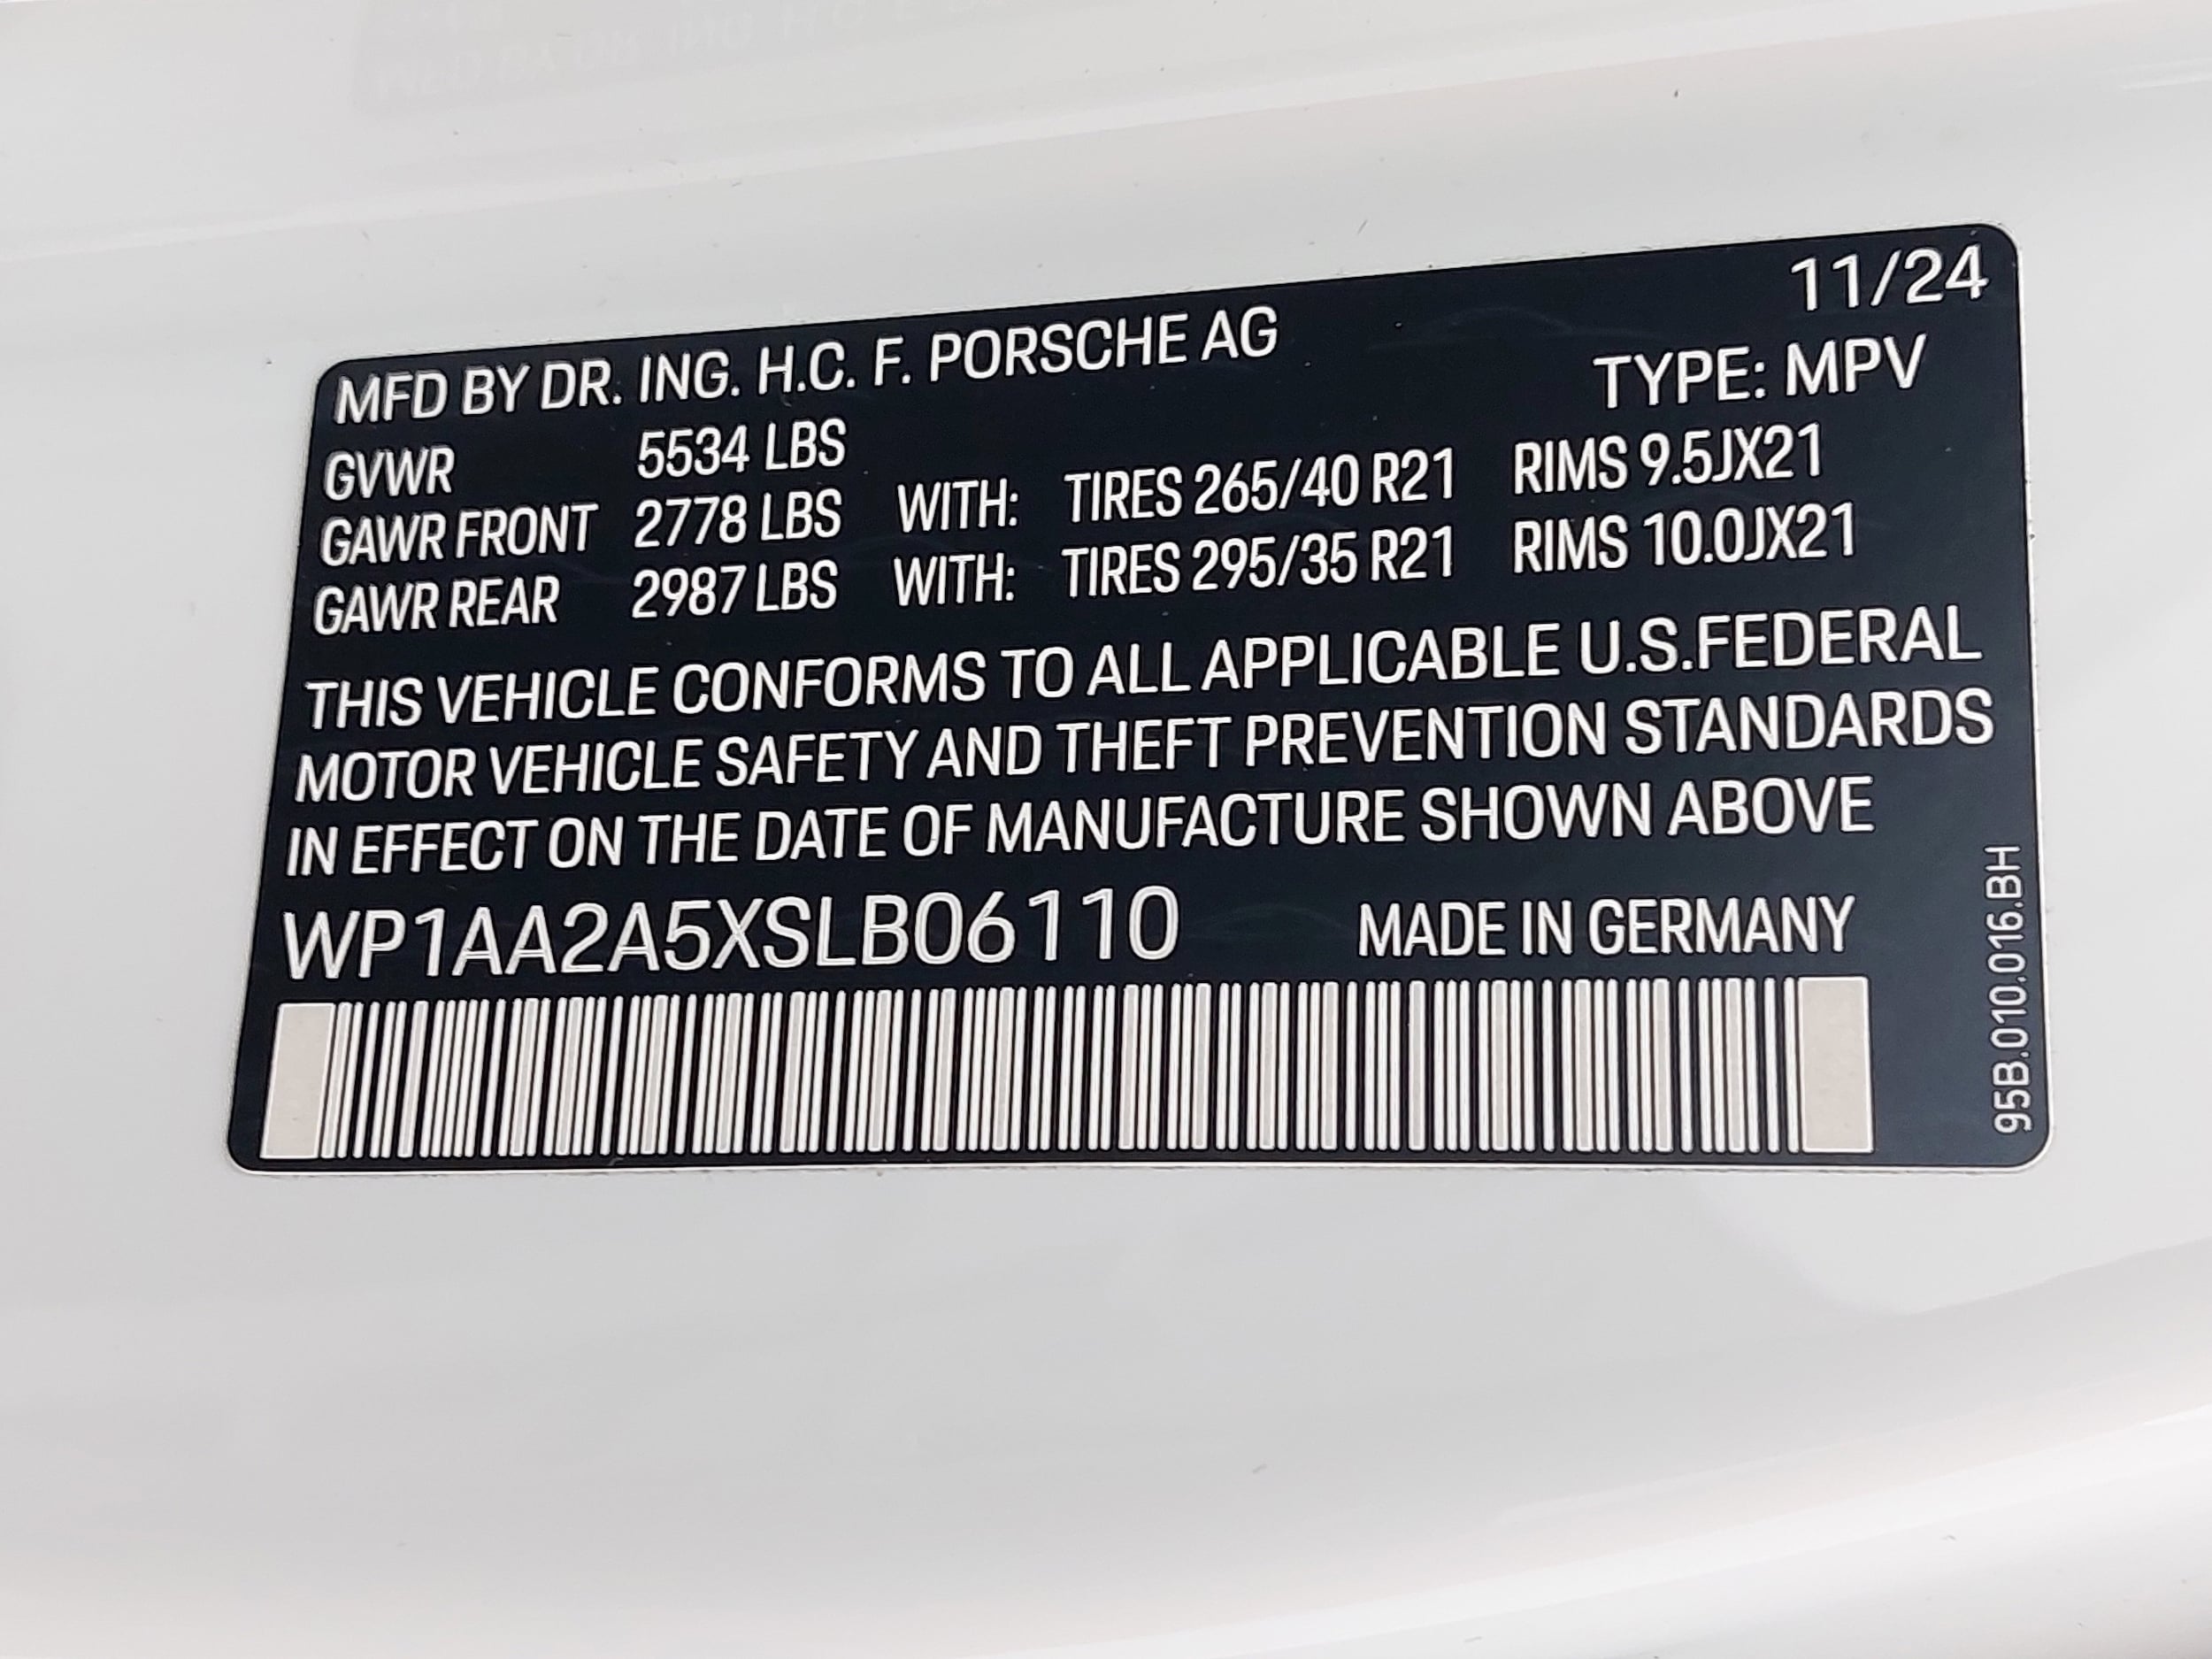 11/24
MFD BY DR. ING. H.C. F. PORSCHE AG
TYPE: MPV
GVWR 5534 LBS
GAWR FRONT 2778 LBS WITH: TIRES 265/40 R21 RIMS 9.5JX21
GAWR REAR 2987 LBS WITH: TIRES 295/35 R21 RIMS 10.0JX21
THIS VEHICLE CONFORMS TO ALL APPLICABLE U.S.FEDERAL
MOTOR VEHICLE SAFETY AND THEFT PREVENTION STANDARDS
IN EFFECT ON THE DATE OF MANUFACTURE SHOWN ABOVE
WP1AA2A5XSLB06110 MADE IN GERMANY
95B.010.016.BH